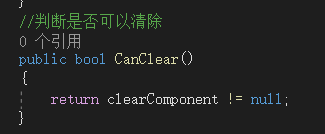 }
//判断是否可以清除
0 个引用
public bool CanClear()
{
return clearComponent != null;
}